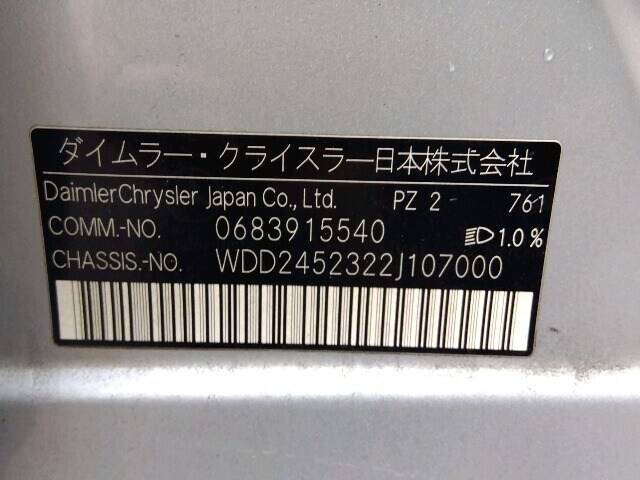 ダイムラー・クライスラー日本株式会社
DaimlerChrysler Japan Co., Ltd. PZ 2 761
COMM.-NO. 0683915540 1.0 %
CHASSIS.-NO. WDD2452322J107000